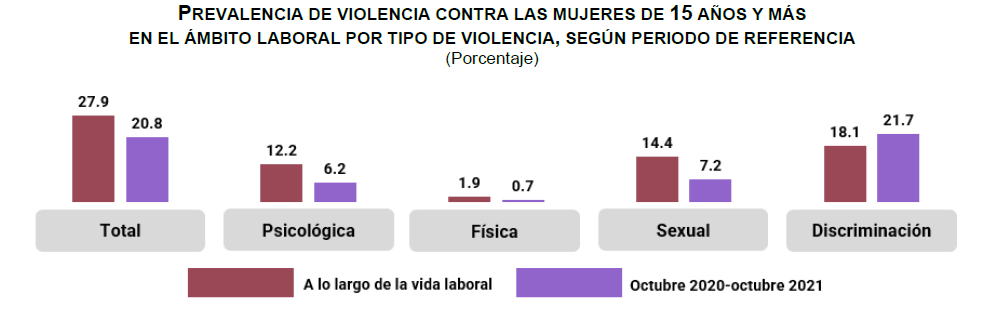 PREVALENCIA DE VIOLENCIA CONTRA LAS MUJERES DE 15 AÑOS Y MÁS
EN EL ÁMBITO LABORAL POR TIPO DE VIOLENCIA, SEGÚN PERIODO DE REFERENCIA
(Porcentaje)
27.9 20.8 12.2 6.2 1.9 0.7 14.4 7.2 18.1 21.7
Total Psicológica Física Sexual Discriminación
A lo largo de la vida laboral Octubre 2020-octubre 2021